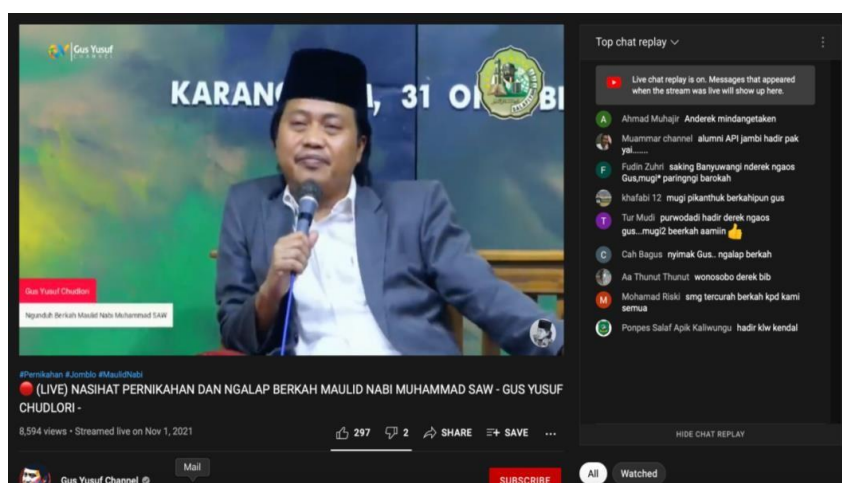 Gus Yusuf
CHANNEL
KARAN
, 31 O
BI
Gus Yusuf Chudlori
Ngunduh Berkah Maulid Nabi Muhammad SAW
#Pernikahan #Jomblo #MaulidNabi
(LIVE) NASIHAT PERNIKAHAN DAN NGALAP BERKAH MAULID NABI MUHAMMAD SAW - GUS YUSUF
CHUDLORI -
8,594 views • Streamed live on Nov 1, 2021
297 2 SHARE SAVE ...
Mail
Gus Yusuf Channel
SUBSCRIBE
Top chat replay
Live chat replay is on. Messages that appeared
when the stream was live will show up here.
A Ahmad Muhajir Anderek mindangetaken
Muammar channel alumni API jambi hadir pak
yai.......
F Fudin Zuhri saking Banyuwangi nderek ngaos
Gus,mugi* paringngi barokah
khafabi 12 mugi pikanthuk berkahipun gus
T Tur Mudi purwodadi hadir derek ngaos
gus...mugi2 beerkah aamiin 👍
C Cah Bagus nyimak Gus.. ngalap berkah
Aa Thunut Thunut wonosobo derek bib
M Mohamad Riski smg tercurah berkah kpd kami
semua
Ponpes Salaf Apik Kaliwungu hadir klw kendal
HIDE CHAT REPLAY
All Watched